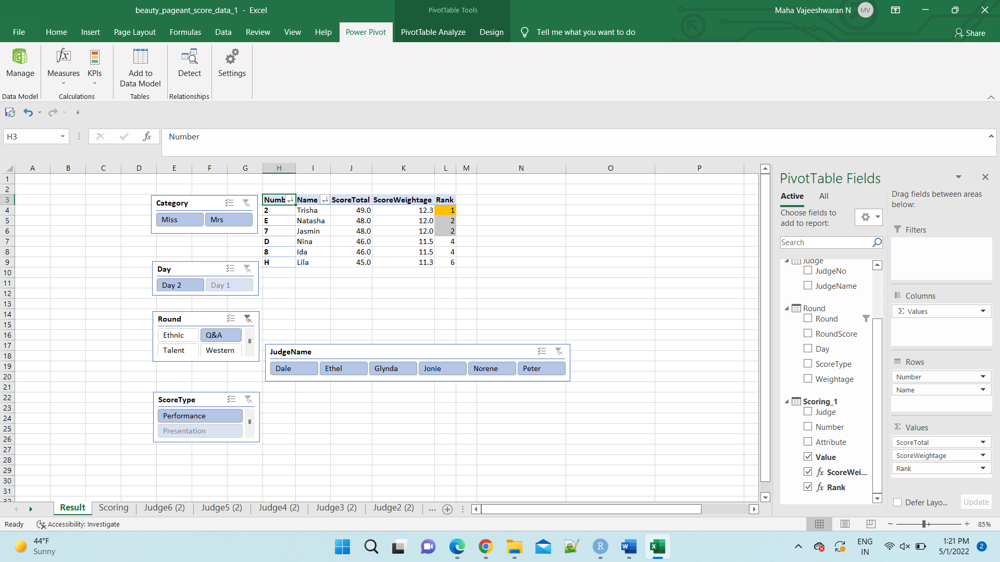 beauty_pageant_score_data_1 - Excel
PivotTable Tools
Maha Vajeeshwaran N
MV
File Home Insert Page Layout Formulas Data Review View Help Power Pivot PivotTable Analyze Design Tell me what you want to do
Share
Manage
Measures
KPIs
Add to
Data Model
Detect
Settings
Data Model
Calculations
Tables
Relationships
H3
fx
Number
A B C D E F G H I J K L M N O P
1
2
3
4
5
6
7
8
9
10
11
12
13
14
15
16
17
18
19
20
21
22
23
24
25
26
27
28
29
30
31
32
Numb Name ScoreTotal ScoreWeightage Rank
2 Trisha 49.0 12.3 1
E Natasha 48.0 12.0 2
7 Jasmin 48.0 12.0 2
D Nina 46.0 11.5 4
8 Ida 46.0 11.5 4
H Lila 45.0 11.3 6
Category
Miss Mrs
Day
Day 2 Day 1
Round
Ethnic Q&A
Talent Western
JudgeName
Dale Ethel Glynda Jonie Norene Peter
ScoreType
Performance
Presentation
PivotTable Fields
Active All
Choose fields to
add to report:
Search
Judge
JudgeNo
JudgeName
Round
Round
RoundScore
Day
ScoreType
Weightage
Scoring_1
Judge
Number
Attribute
Value
fx ScoreWei...
fx Rank
Drag fields between areas
below:
Filters
Columns
Σ Values
Rows
Number
Name
Σ Values
ScoreTotal
ScoreWeightage
Rank
Defer Layo...
Update
Result Scoring Judge6 (2) Judge5 (2) Judge4 (2) Judge3 (2) Judge2 (2) ...
Ready
Accessibility: Investigate
85%
44°F
Sunny
ENG
IN
1:21 PM
5/1/2022
2